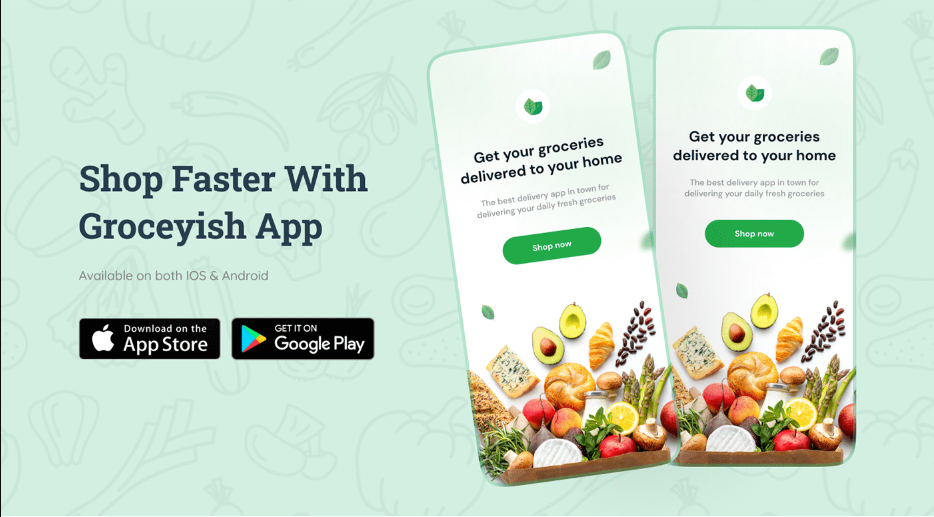 Shop Faster With
Groceyish App
Available on both IOS & Android
Download on the
App Store
GET IT ON
Google Play
Get your groceries
delivered to your home
The best delivery app in town for
delivering your daily fresh groceries
Shop now
Get your groceries
delivered to your home
The best delivery app in town for
delivering your daily fresh groceries
Shop now